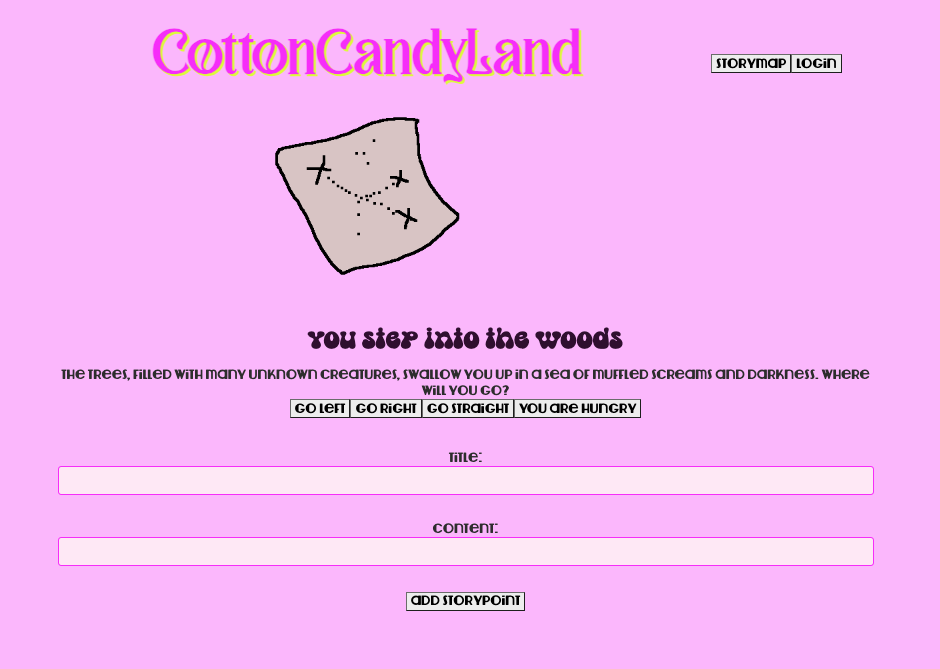 CottonCandyLand
STORYMAP LOGIN
YOU STEP INTO THE WOODS
THE TREES, FILLED WITH MANY UNKNOWN CREATURES, SWALLOW YOU UP IN A SEA OF MUFFLED SCREAMS AND DARKNESS. WHERE
WILL YOU GO?
GO LEFT GO RIGHT GO STRAIGHT YOU ARE HUNGRY
TITLE:
CONTENT:
ADD STORYPOINT